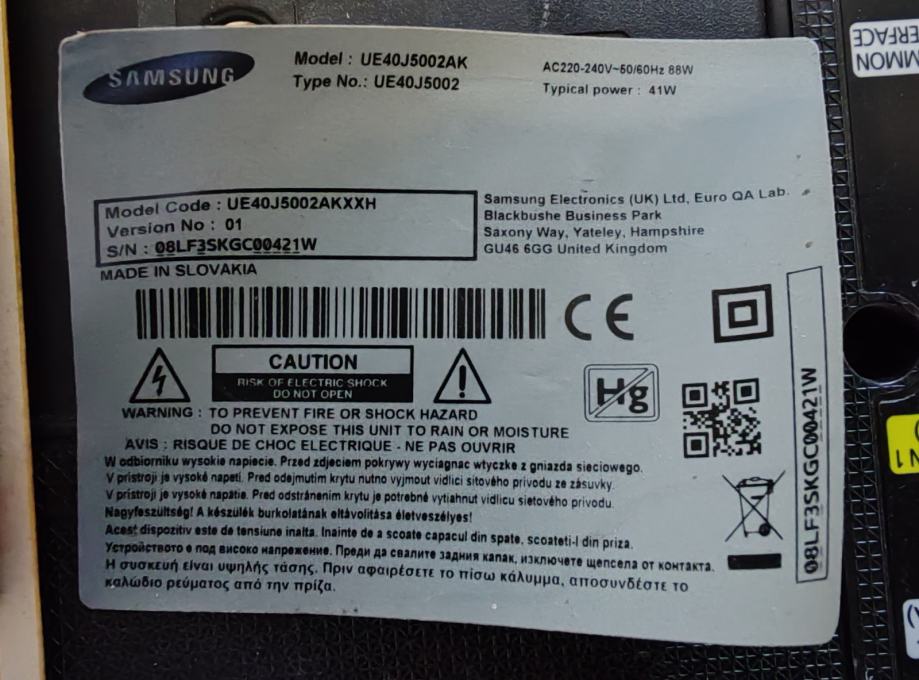 SAMSUNG
Model : UE40J5002AK
Type No.: UE40J5002
AC220-240V~50/60Hz 88W
Typical power : 41W
Model Code : UE40J5002AKXXH
Version No : 01
S/N : 08LF3SKGC00421W
MADE IN SLOVAKIA
Samsung Electronics (UK) Ltd, Euro QA Lab.
Blackbushe Business Park
Saxony Way, Yateley, Hampshire
GU46 6GG United Kingdom
CE
CAUTION
RISK OF ELECTRIC SHOCK
DO NOT OPEN
Hg
WARNING : TO PREVENT FIRE OR SHOCK HAZARD
DO NOT EXPOSE THIS UNIT TO RAIN OR MOISTURE
AVIS : RISQUE DE CHOC ELECTRIQUE - NE PAS OUVRIR
W odbiorniku wysokie napiecie. Przed zdjeciem pokrywy wyciagnac wtyczke z gniazda sieciowego.
V prístroji je vysoké napetí. Pred odejmutím krytu nutno vyjmout vidlici sítového prívodu ze zásuvky.
V prístroji je vysoké napätie. Pred odstránením krytu je potrebné vytiahnut vidlicu sietového prívodu.
Nagyfeszültség! A készülék burkolatának eltávolítása életveszélyes!
Acest dispozitiv este de tensiune inalta. Inainte de a scoate capacul din spate, scoateti-l din priza.
Устройството е под високо напрежение. Преди да свалите задния капак, изключете щепсела от контакта.
Η συσκευή είναι υψηλής τάσης. Πριν αφαιρέσετε το πίσω κάλυμμα, αποσυνδέστε το
καλώδιο ρεύματος από την πρίζα.
08LF3SKGC00421W
MMON
ERFACE
N 1